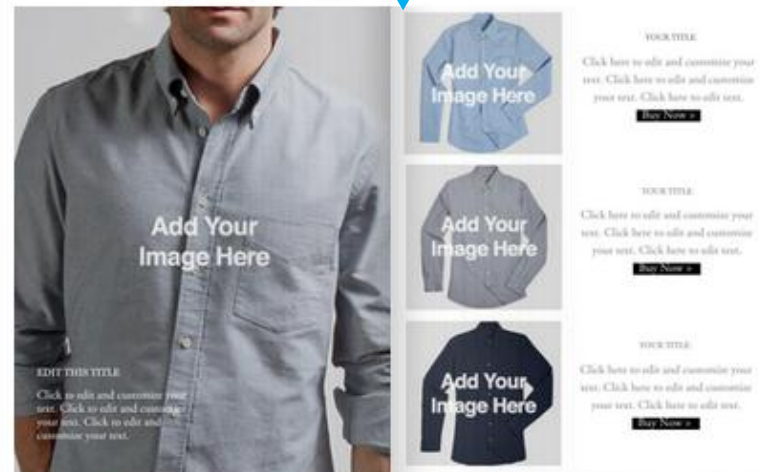 Add Your
Image Here
EDIT THIS TITLE
Click to edit and customize your
text. Click to edit and customize
your text. Click to edit and
customize your text.
Add Your
Image Here
YOUR TITLE
Click here to edit and customize your
text. Click here to edit and customize
your text. Click here to edit text.
Buy Now »
Add Your
Image Here
YOUR TITLE
Click here to edit and customize your
text. Click here to edit and customize
your text. Click here to edit text.
Buy Now »
Add Your
Image Here
YOUR TITLE
Click here to edit and customize your
text. Click here to edit and customize
your text. Click here to edit text.
Buy Now »